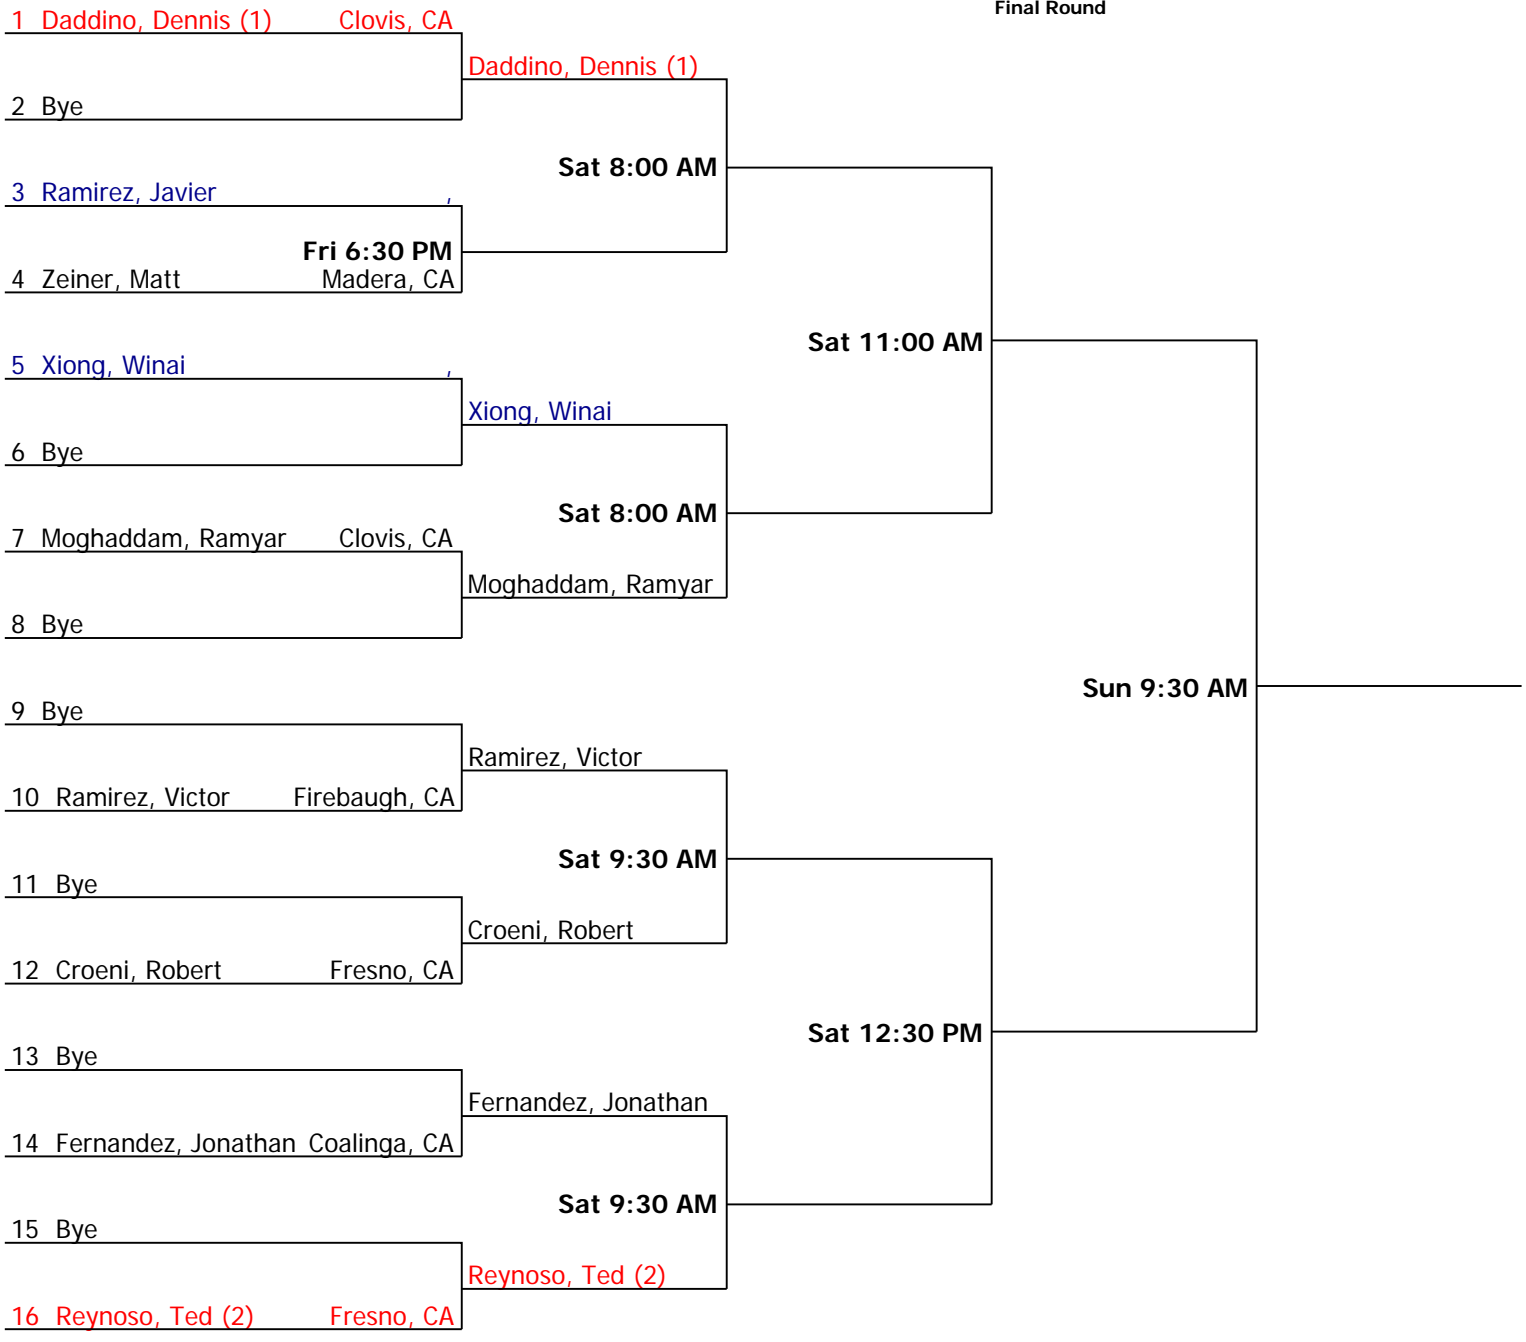 Final Round
1 Daddino, Dennis (1) Clovis, CA
Daddino, Dennis (1)
2 Bye
Sat 8:00 AM
3 Ramirez, Javier ,
Fri 6:30 PM
4 Zeiner, Matt Madera, CA
Sat 11:00 AM
5 Xiong, Winai ,
Xiong, Winai
6 Bye
Sat 8:00 AM
7 Moghaddam, Ramyar Clovis, CA
Moghaddam, Ramyar
8 Bye
Sun 9:30 AM
9 Bye
Ramirez, Victor
10 Ramirez, Victor Firebaugh, CA
Sat 9:30 AM
11 Bye
Croeni, Robert
12 Croeni, Robert Fresno, CA
Sat 12:30 PM
13 Bye
Fernandez, Jonathan
14 Fernandez, Jonathan Coalinga, CA
Sat 9:30 AM
15 Bye
Reynoso, Ted (2)
16 Reynoso, Ted (2) Fresno, CA